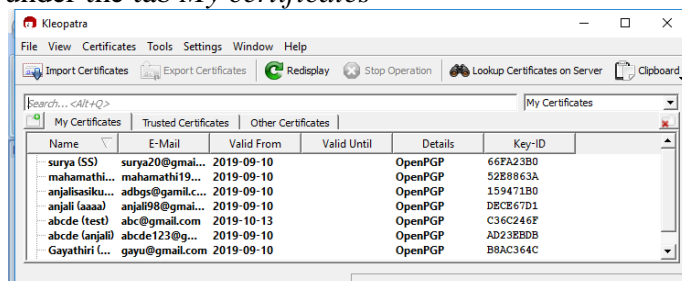 under the tab My certificates
Kleopatra
File View Certificates Tools Settings Window Help
Import Certificates Export Certificates Redisplay Stop Operation Lookup Certificates on Server Clipboard
Search...<Alt+Q> My Certificates
My Certificates Trusted Certificates Other Certificates
Name E-Mail Valid From Valid Until Details Key-ID
surya (SS) surya20@gmai... 2019-09-10 OpenPGP 66FA23B0
mahamathi... mahamathi19... 2019-09-10 OpenPGP 52E8863A
anjalisasiku... adbgs@gamil.c... 2019-09-10 OpenPGP 159471B0
anjali (aaaa) anjali98@gmai... 2019-09-10 OpenPGP DECE67D1
abcde (test) abc@gmail.com 2019-10-13 OpenPGP C36C246F
abcde (anjali) abcde123@g... 2019-09-10 OpenPGP AD23EBDB
Gayathiri (... gayu@gmail.com 2019-09-10 OpenPGP B8AC364C